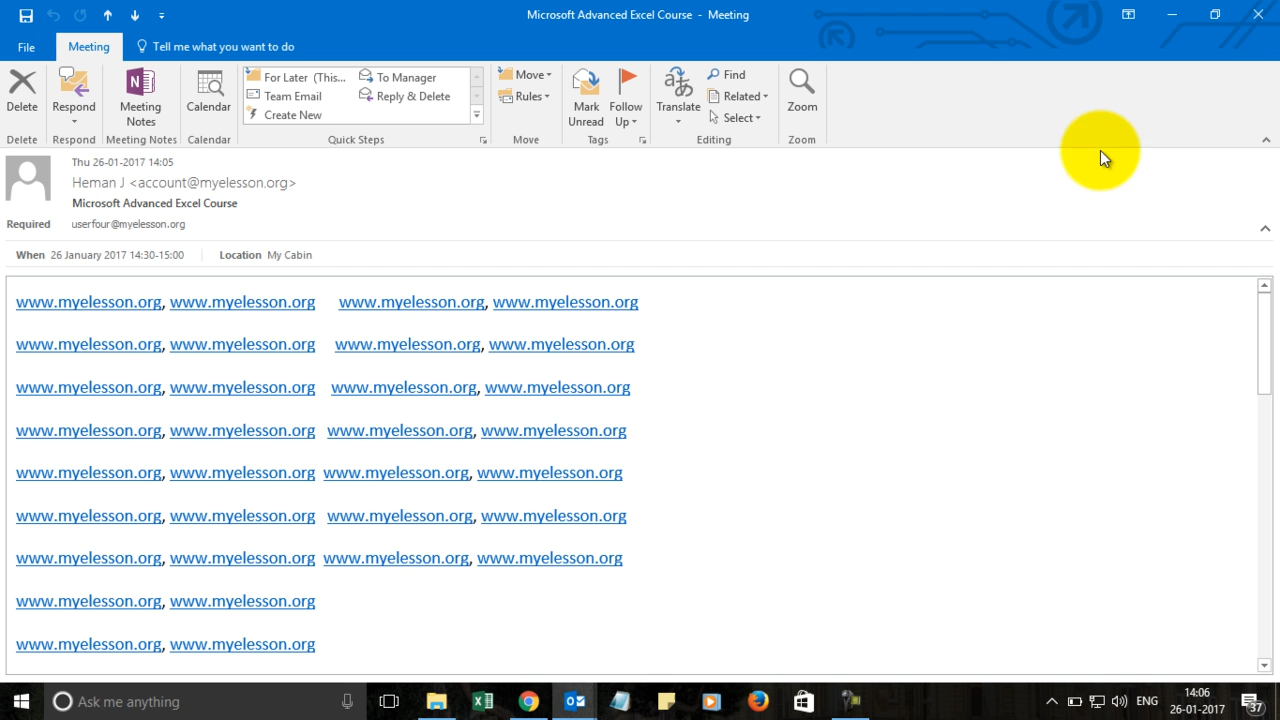 Microsoft Advanced Excel Course - Meeting
File Meeting Tell me what you want to do
Delete
Respond
Meeting Notes
Calendar
For Later (This... To Manager
Team Email Reply & Delete
Create New
Move
Rules
Mark Unread
Follow Up
Translate
Find
Related
Select
Zoom
Delete Respond Meeting Notes Calendar Quick Steps Move Tags Editing Zoom
Thu 26-01-2017 14:05
Heman J <account@myelesson.org>
Microsoft Advanced Excel Course
Required userfour@myelesson.org
When 26 January 2017 14:30-15:00 Location My Cabin
www.myelesson.org, www.myelesson.org www.myelesson.org, www.myelesson.org
www.myelesson.org, www.myelesson.org www.myelesson.org, www.myelesson.org
www.myelesson.org, www.myelesson.org www.myelesson.org, www.myelesson.org
www.myelesson.org, www.myelesson.org www.myelesson.org, www.myelesson.org
www.myelesson.org, www.myelesson.org www.myelesson.org, www.myelesson.org
www.myelesson.org, www.myelesson.org www.myelesson.org, www.myelesson.org
www.myelesson.org, www.myelesson.org www.myelesson.org, www.myelesson.org
www.myelesson.org, www.myelesson.org
www.myelesson.org, www.myelesson.org
Ask me anything ENG 14:06
26-01-2017 37